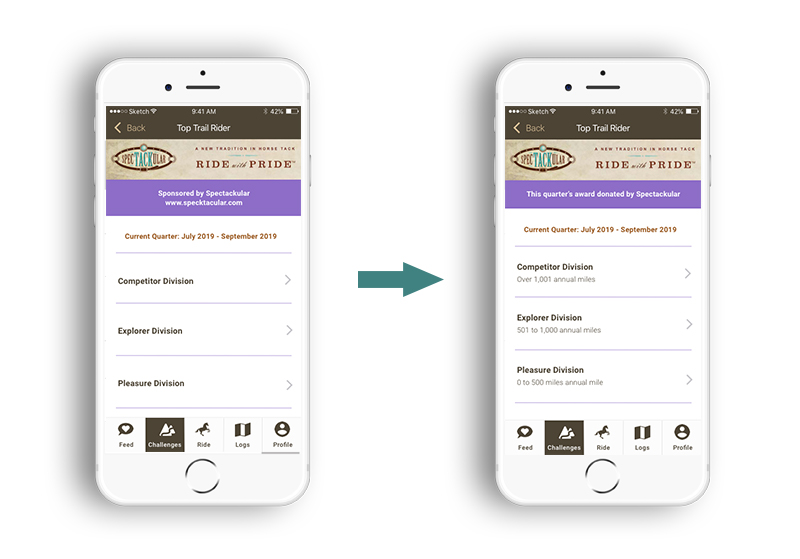 Sketch 9:41 AM 42%
Back Top Trail Rider
SPECTACKULAR
A NEW TRADITION IN HORSE TACK
RIDE with PRIDE™
Sponsored by Spectackular
www.specktacular.com
Current Quarter: July 2019 - September 2019
Competitor Division
Explorer Division
Pleasure Division
Feed Challenges Ride Logs Profile
Sketch 9:41 AM 42%
Back Top Trail Rider
SPECTACKULAR
A NEW TRADITION IN HORSE TACK
RIDE with PRIDE™
This quarter's award donated by Spectackular
Current Quarter: July 2019 - September 2019
Competitor Division
Over 1,001 annual miles
Explorer Division
501 to 1,000 annual miles
Pleasure Division
0 to 500 miles annual mile
Feed Challenges Ride Logs Profile